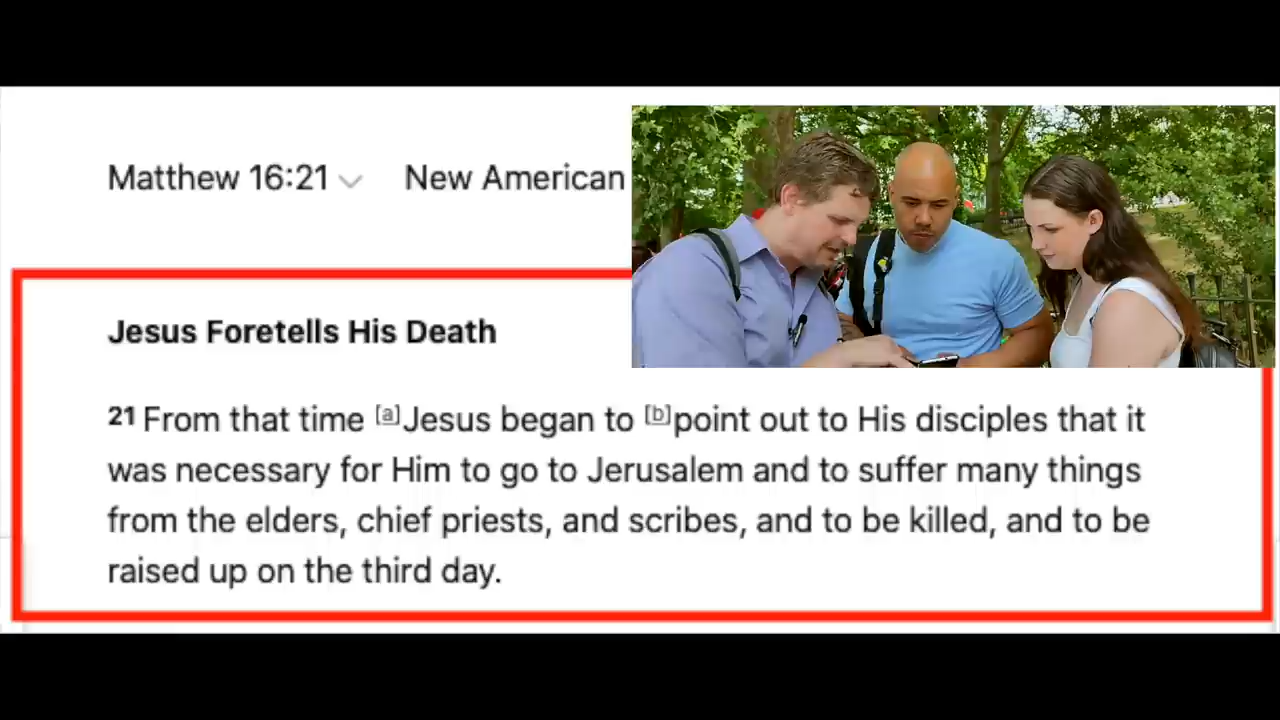 Matthew 16:21 New American
Jesus Foretells His Death
21 From that time [a]Jesus began to [b]point out to His disciples that it
was necessary for Him to go to Jerusalem and to suffer many things
from the elders, chief priests, and scribes, and to be killed, and to be
raised up on the third day.